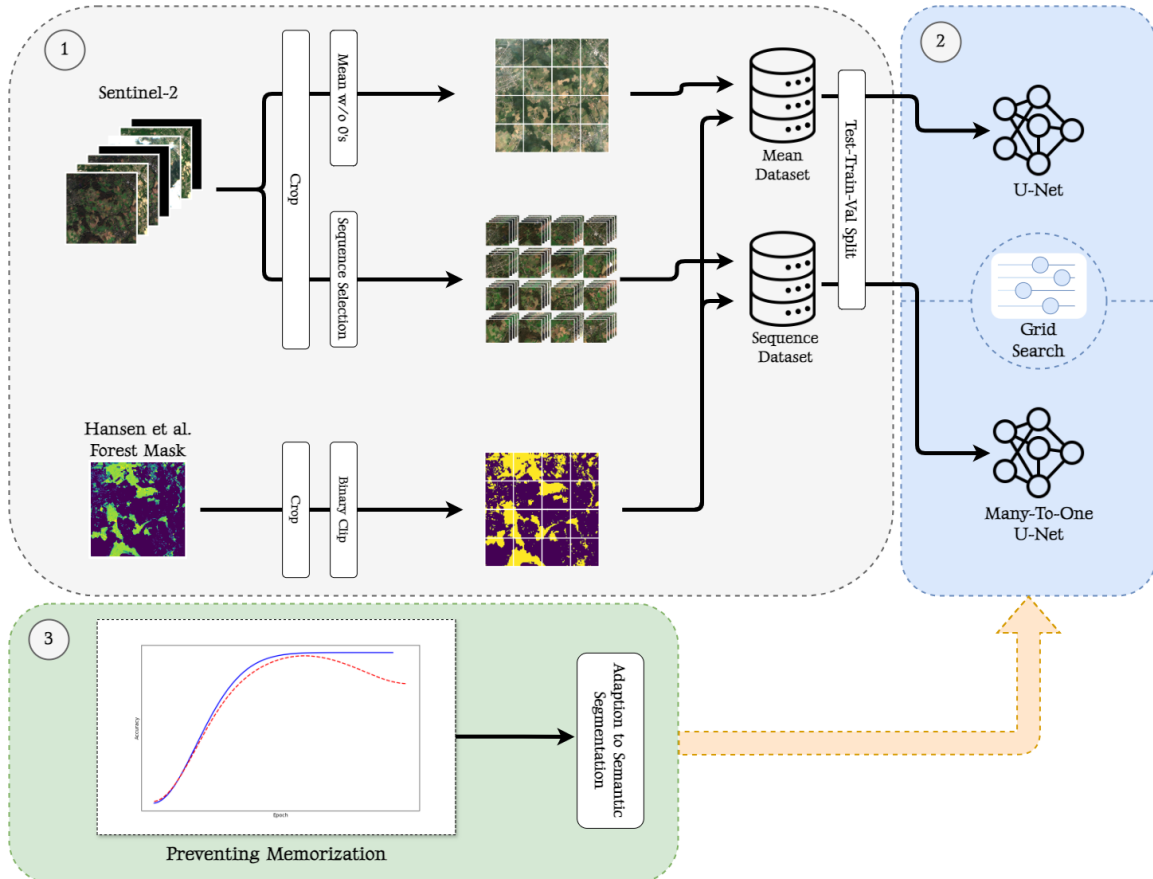 1
Sentinel-2
Crop
Mean w/o 0's
Sequence Selection
Mean
Dataset
Sequence
Dataset
Test-Train-Val Split
Hansen et al.
Forest Mask
Crop
Binary Clip
2
U-Net
Grid
Search
Many-To-One
U-Net
3
Accuracy
Epoch
Preventing Memorization
Adaption to Semantic
Segmentation